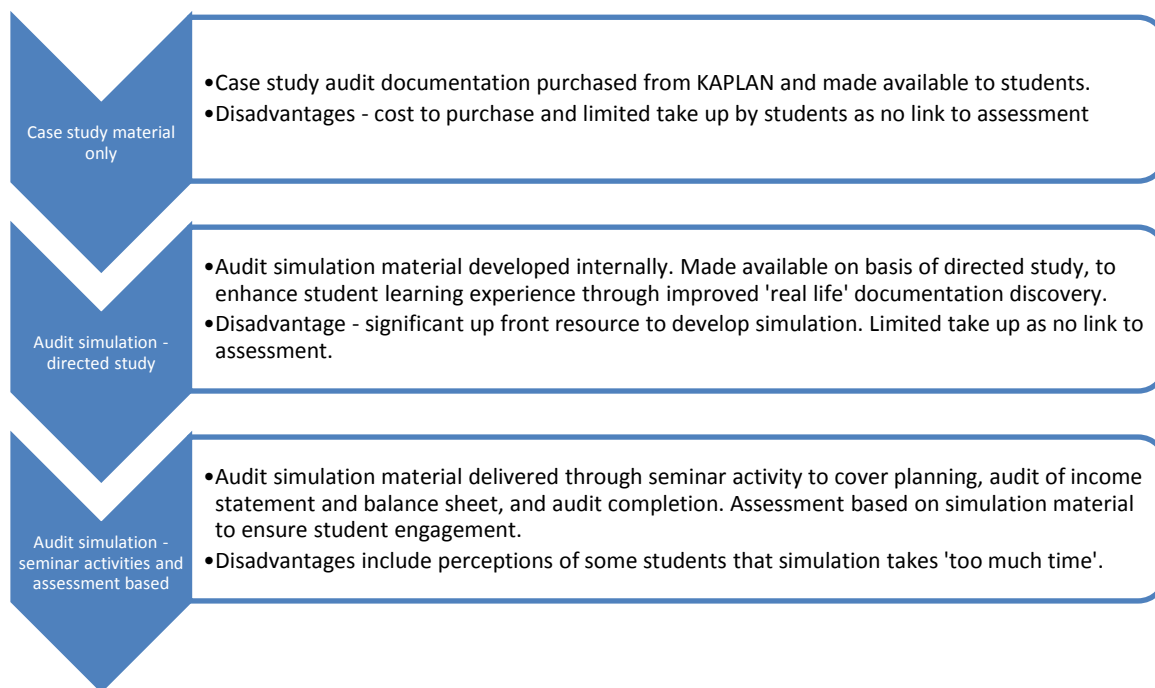 Case study material
only
•Case study audit documentation purchased from KAPLAN and made available to students.
•Disadvantages - cost to purchase and limited take up by students as no link to assessment
Audit simulation -
directed study
•Audit simulation material developed internally. Made available on basis of directed study, to
enhance student learning experience through improved 'real life' documentation discovery.
•Disadvantage - significant up front resource to develop simulation. Limited take up as no link to
assessment.
Audit simulation -
seminar activities and
assessment based
•Audit simulation material delivered through seminar activity to cover planning, audit of income
statement and balance sheet, and audit completion. Assessment based on simulation material
to ensure student engagement.
•Disadvantages include perceptions of some students that simulation takes 'too much time'.